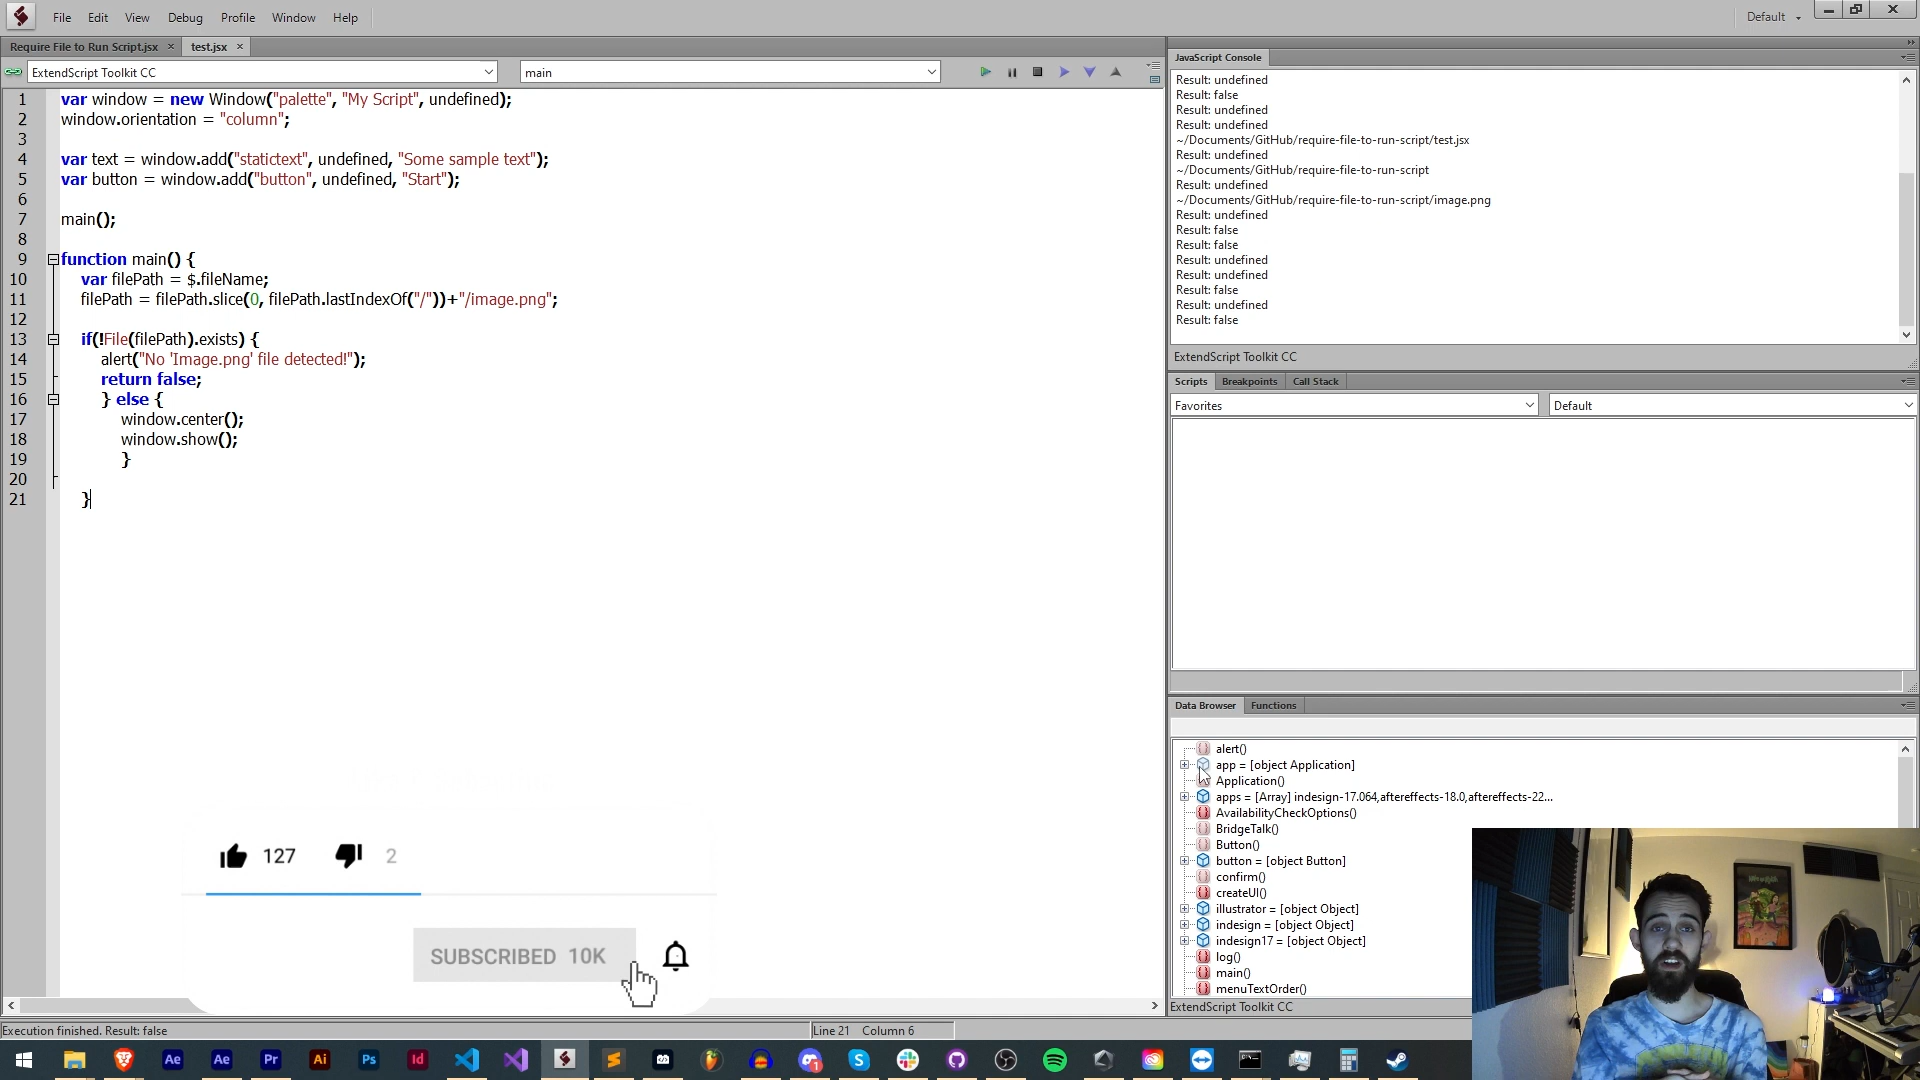 File Edit View Debug Profile Window Help
Default
Require File to Run Script.jsx × test.jsx ×
ExtendScript Toolkit CC
main
1 var window = new Window("palette", "My Script", undefined);
2 window.orientation = "column";
3
4 var text = window.add("statictext", undefined, "Some sample text");
5 var button = window.add("button", undefined, "Start");
6
7 main();
8
9 function main() {
10 var filePath = $.fileName;
11 filePath = filePath.slice(0, filePath.lastIndexOf("/"))+"/image.png";
12
13 if(!File(filePath).exists) {
14 alert("No 'Image.png' file detected!");
15 return false;
16 } else {
17 window.center();
18 window.show();
19 }
20
21 }
127 2
SUBSCRIBED 10K
Execution finished. Result: false
Line 21 Column 6
JavaScript Console
Result: undefined
Result: false
Result: undefined
Result: undefined
~/Documents/GitHub/require-file-to-run-script/test.jsx
Result: undefined
~/Documents/GitHub/require-file-to-run-script
Result: undefined
~/Documents/GitHub/require-file-to-run-script/image.png
Result: undefined
Result: false
Result: false
Result: undefined
Result: undefined
Result: false
Result: undefined
Result: false
ExtendScript Toolkit CC
Scripts Breakpoints Call Stack
Favorites Default
Data Browser Functions
alert()
app = [object Application]
Application()
apps = [Array] indesign-17.064,aftereffects-18.0,aftereffects-22...
AvailabilityCheckOptions()
BridgeTalk()
Button()
button = [object Button]
confirm()
createUI()
illustrator = [object Object]
indesign = [object Object]
indesign17 = [object Object]
log()
main()
menuTextOrder()
ExtendScript Toolkit CC
Ae Ae Pr Ai Ps Id
1